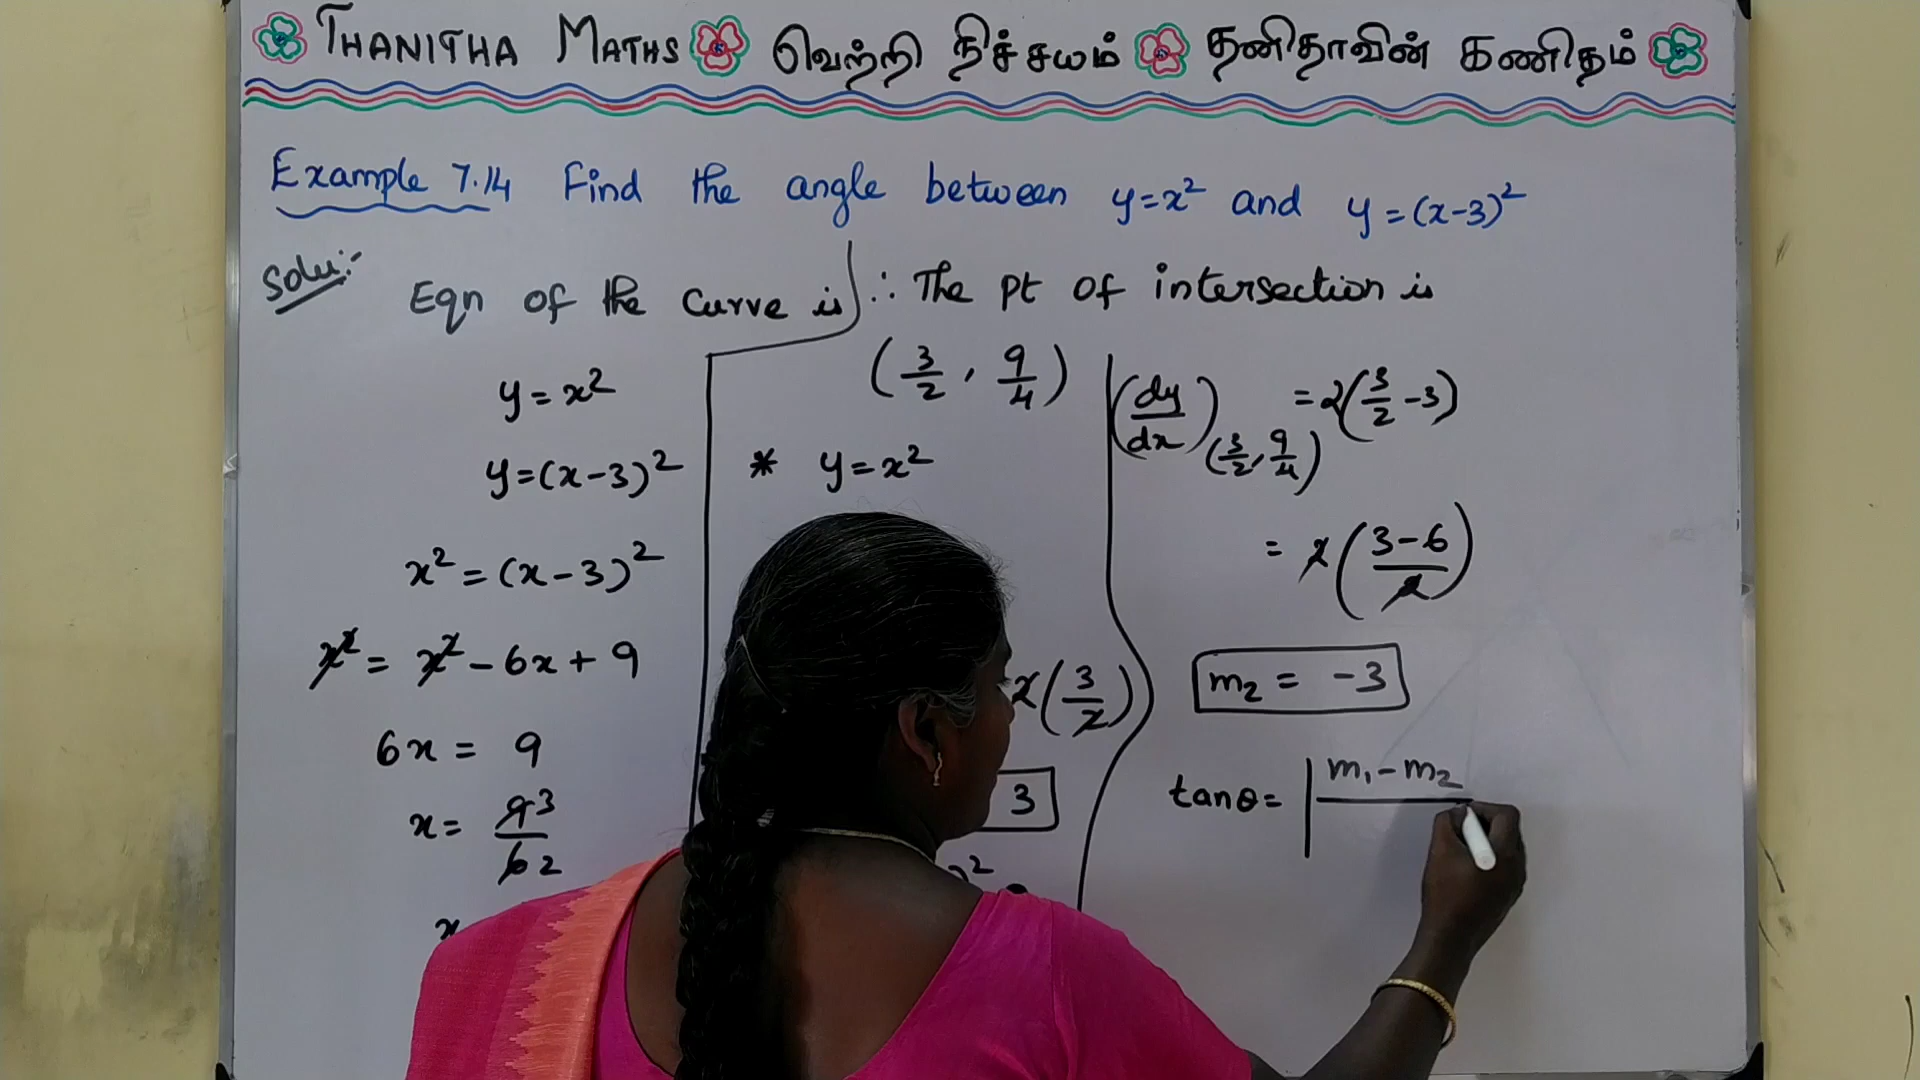 THANITHA MATHS வெற்றி நிச்சயம் தனிதாவின் கணிதம்
Example 7.14 Find the angle between y=x² and y=(x-3)²
Solu:-
Eqn of the curve is
y=x²
y=(x-3)²
x²=(x-3)²
x²= x²-6x+9
6x= 9
x= 9 3/6 2
x
∴ The pt of intersection is
(3/2, 9/4)
* y=x²
2(3/2)
3
²
(dy/dx)(3/2, 9/4) =2(3/2-3)
= 2(3-6/2)
m₂ = -3
tanθ= |m₁-m₂